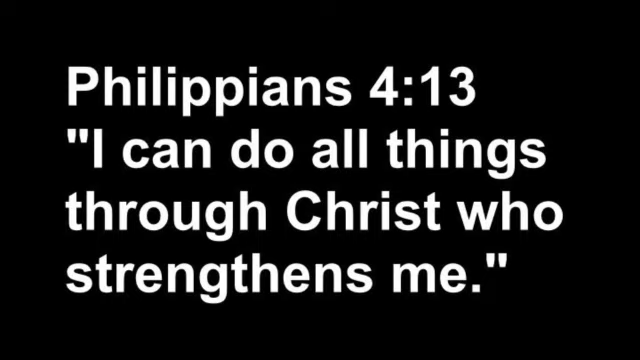 Philippians 4:13
"I can do all things
through Christ who
strengthens me."